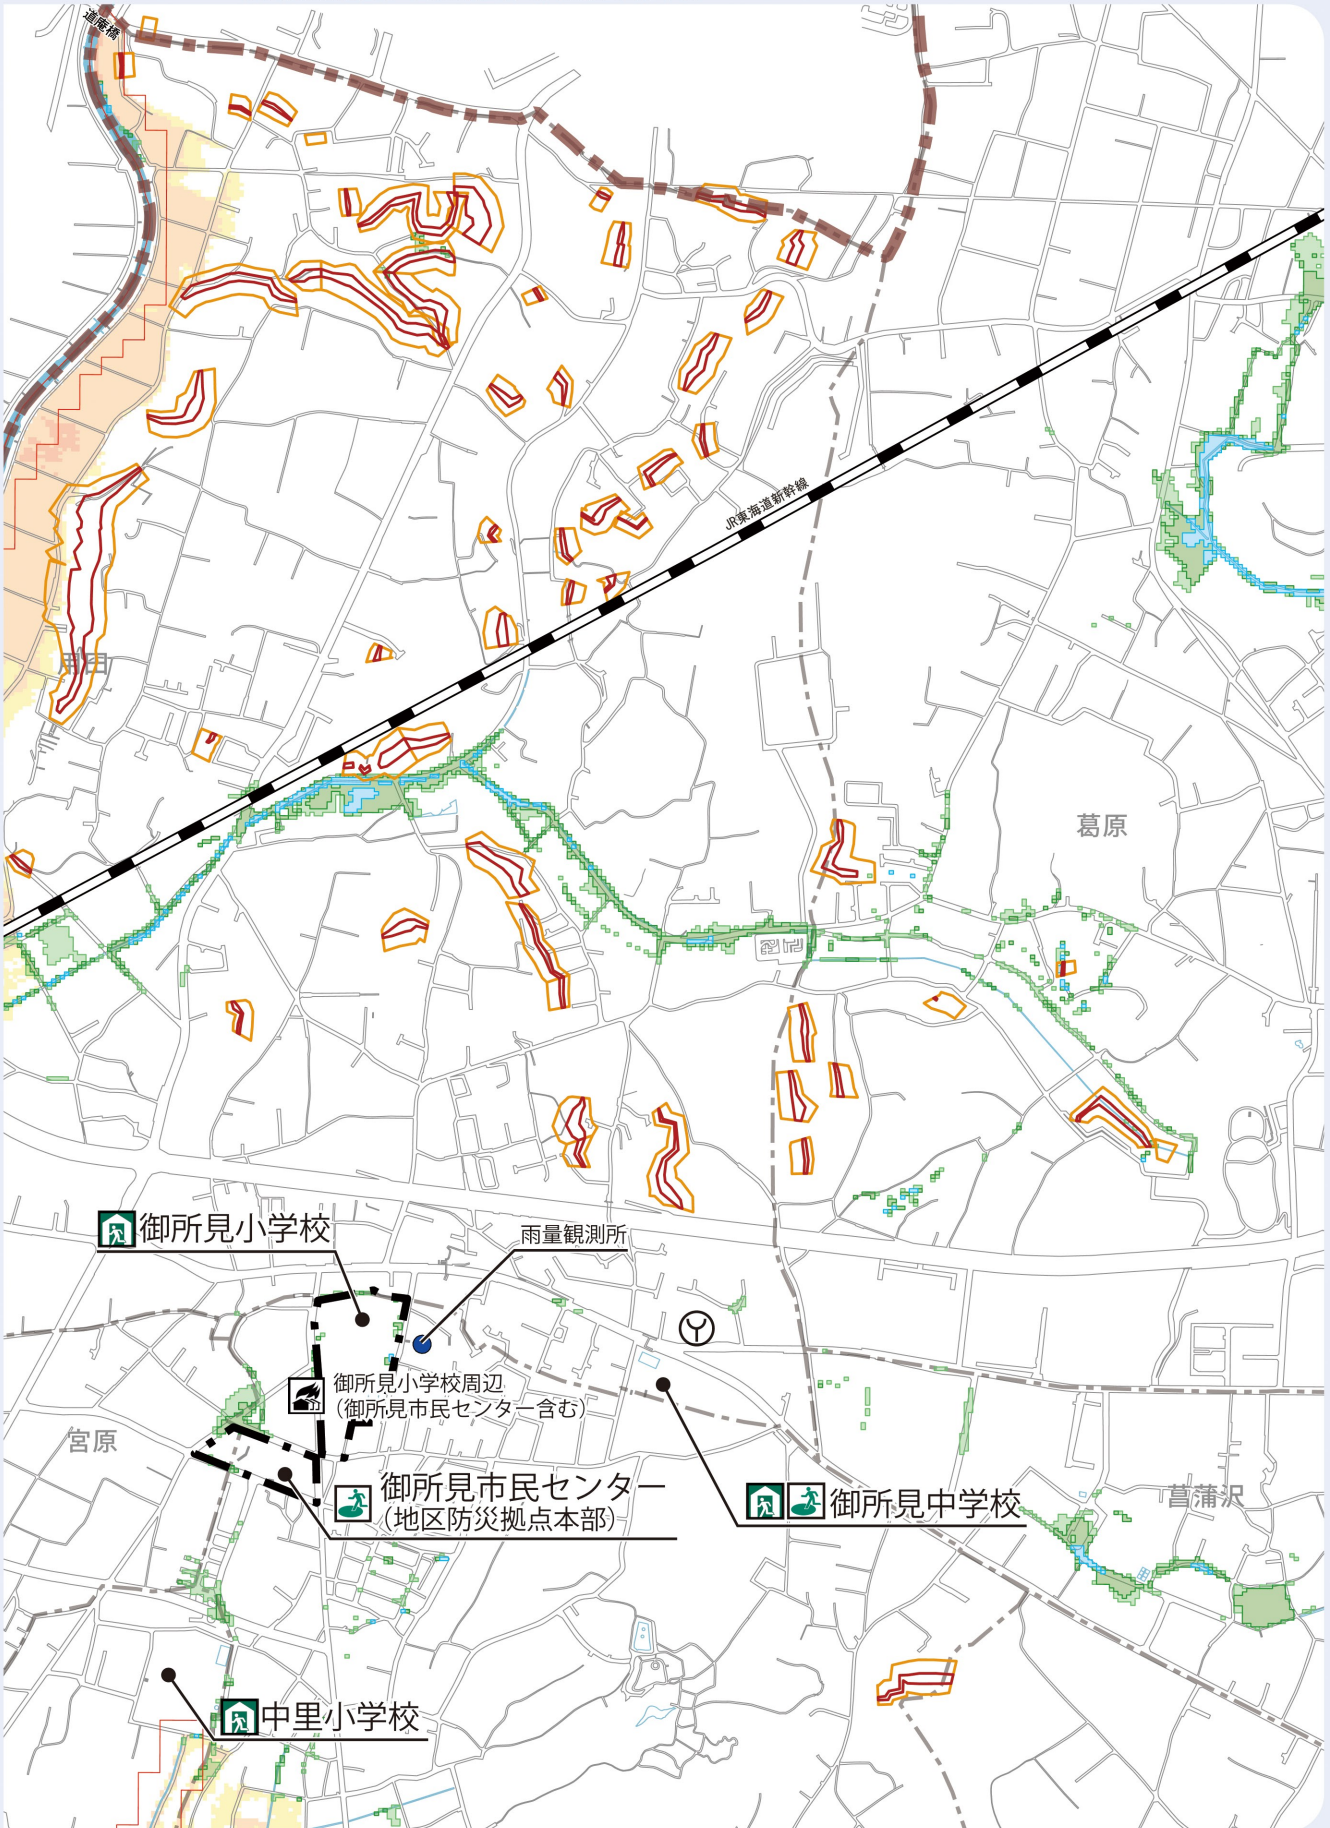 道庵橋
JR東海道新幹線
用田
葛原
御所見小学校
雨量観測所
御所見小学校周辺
（御所見市民センター含む）
宮原
御所見市民センター
（地区防災拠点本部）
御所見中学校
菖蒲沢
中里小学校